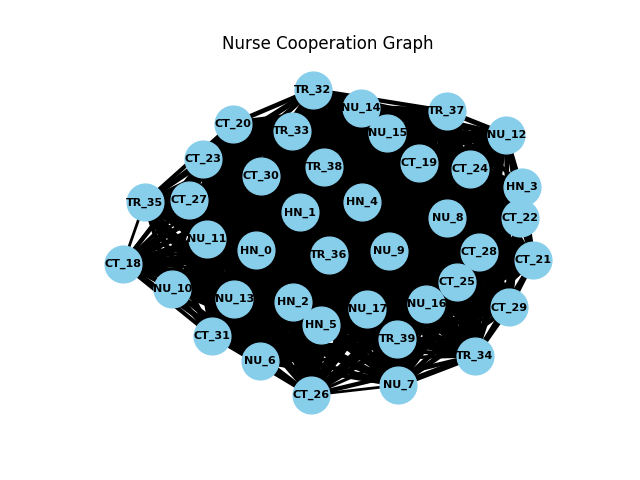 Nurse Cooperation Graph
TR_32
NU_14
TR_37
CT_20
TR_33
NU_15
NU_12
CT_23
CT_30
TR_38
CT_19
CT_24
HN_3
TR_35
CT_27
HN_1
HN_4
NU_8
CT_22
NU_11
HN_0
TR_36
NU_9
CT_28
CT_21
CT_18
NU_10
NU_13
HN_2
NU_17
NU_16
CT_25
CT_29
CT_31
HN_5
TR_39
NU_6
TR_34
CT_26
NU_7